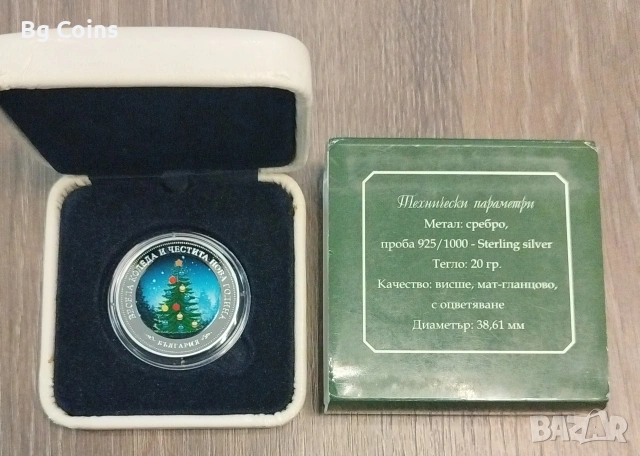 Bg Coins
ВЕСЕЛА КОЛЕДА И ЧЕСТИТА НОВА ГОДИНА
БЪЛГАРИЯ
Технически параметри
Метал: сребро,
проба 925/1000 - Sterling silver
Тегло: 20 гр.
Качество: висше, мат-гланцово,
с оцветяване
Диаметър: 38,61 мм
BAZAR